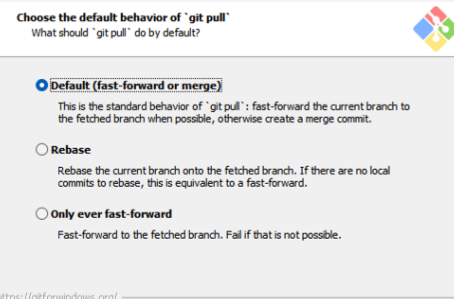 Choose the default behavior of `git pull`
What should `git pull` do by default?
Default (fast-forward or merge)
This is the standard behavior of `git pull`: fast-forward the current branch to
the fetched branch when possible, otherwise create a merge commit.
Rebase
Rebase the current branch onto the fetched branch. If there are no local
commits to rebase, this is equivalent to a fast-forward.
Only ever fast-forward
Fast-forward to the fetched branch. Fail if that is not possible.
https://gitforwindows.org/